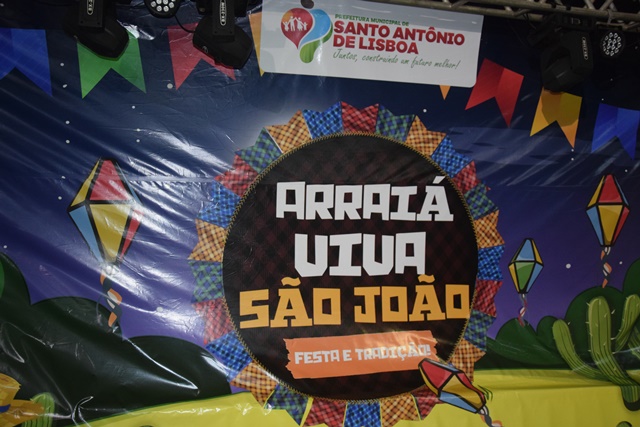 PREFEITURA MUNICIPAL DE
SANTO ANTÔNIO
DE LISBOA
Juntos, construindo um futuro melhor!
ARRAIÁ
VIVA
SÃO JOÃO
FESTA E TRADIÇÃO!